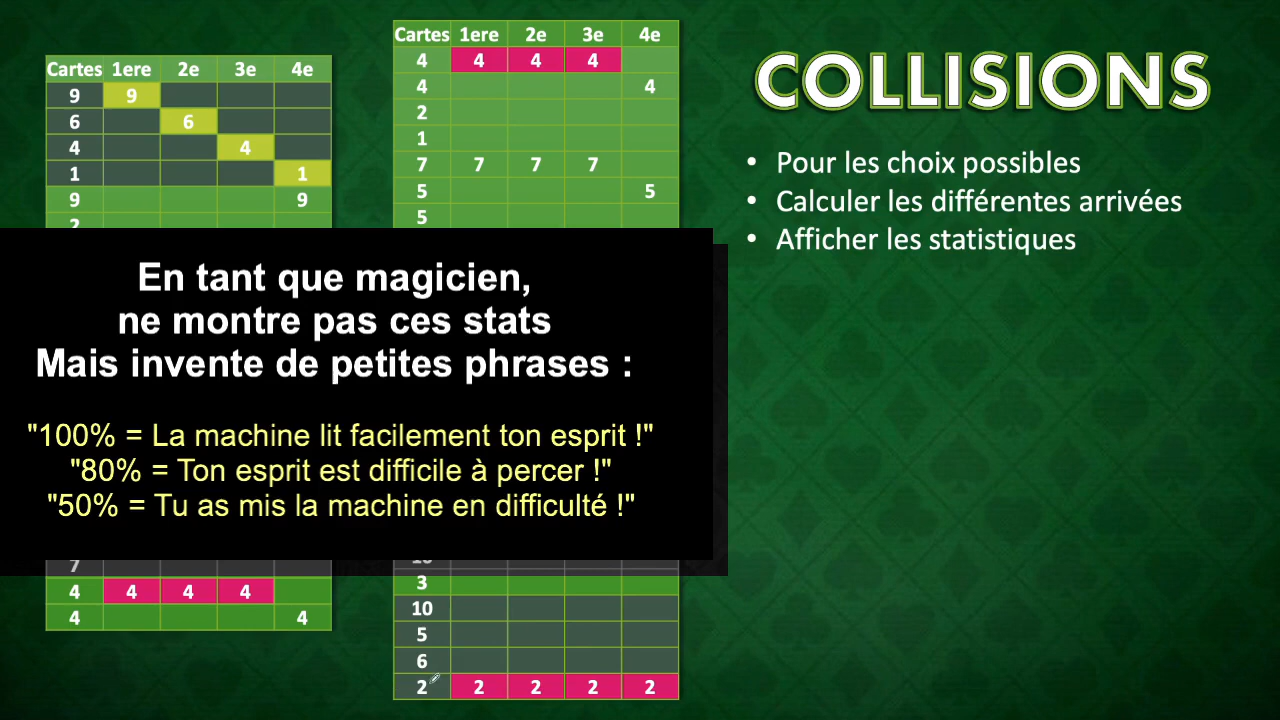 Cartes 1ere 2e 3e 4e
9 9
6 6
4 4
1 1
9 9
2
7
4 4 4 4
4 4
Cartes 1ere 2e 3e 4e
4 4 4 4
4 4
2
1
7 7 7 7
5 5
5
10
3
10
5
6
2 2 2 2 2
COLLISIONS
• Pour les choix possibles
• Calculer les différentes arrivées
• Afficher les statistiques
En tant que magicien,
ne montre pas ces stats
Mais invente de petites phrases :
"100% = La machine lit facilement ton esprit !"
"80% = Ton esprit est difficile à percer !"
"50% = Tu as mis la machine en difficulté !"